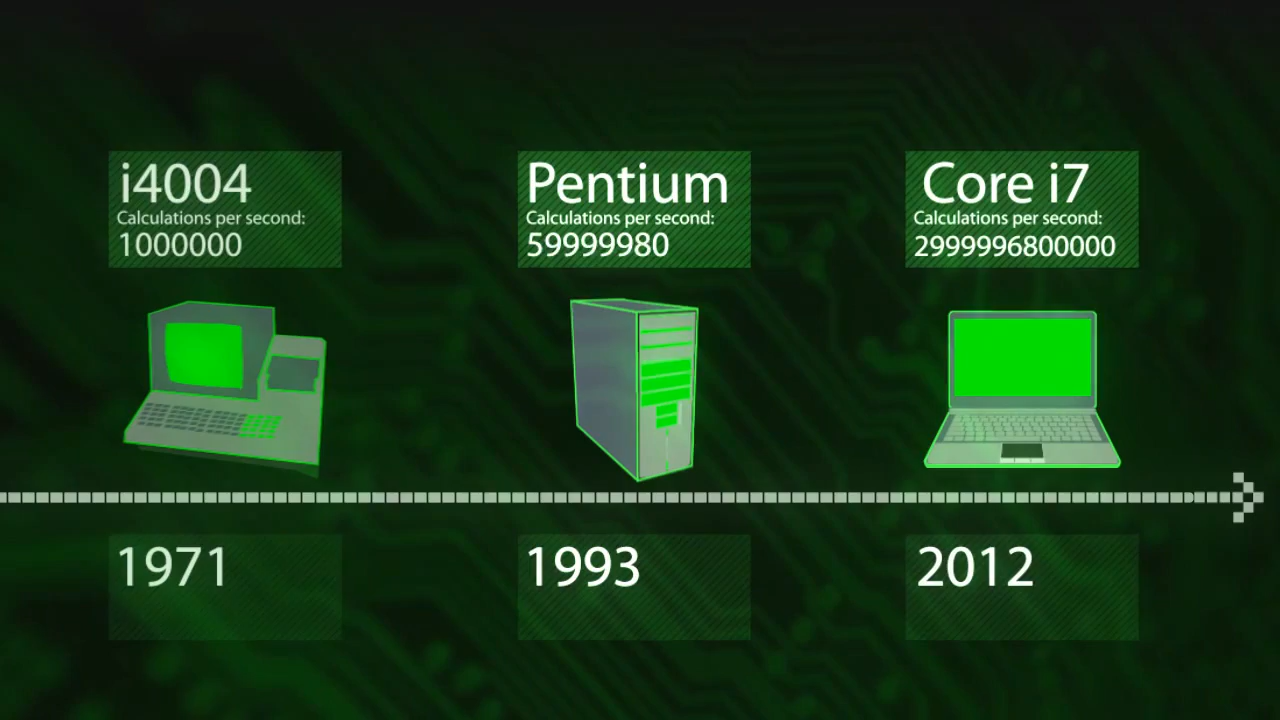 i4004
Calculations per second:
1000000
Pentium
Calculations per second:
59999980
Core i7
Calculations per second:
2999996800000
1971
1993
2012